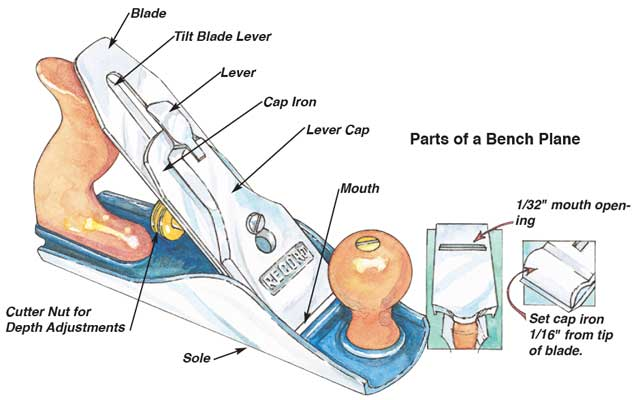 Blade
Tilt Blade Lever
Lever
Cap Iron
Lever Cap
Parts of a Bench Plane
Mouth
1/32" mouth open-
ing
RECORD
Cutter Nut for
Depth Adjustments
Sole
Set cap iron
1/16" from tip
of blade.